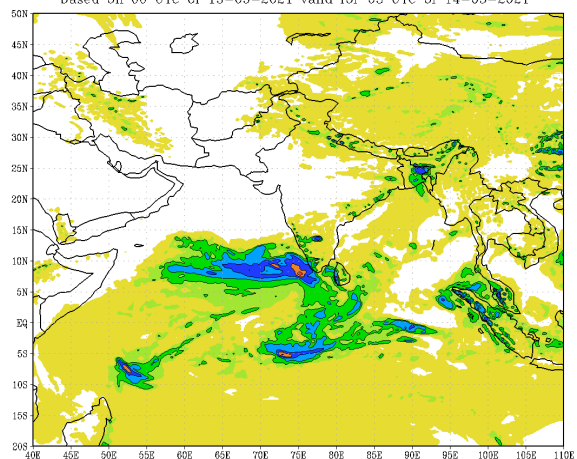 based on 00 UTC of 13-05-2021 valid for 03 UTC of 14-05-2021
50N
45N
40N
35N
30N
25N
20N
15N
10N
5N
EQ
5S
10S
15S
20S
40E 45E 50E 55E 60E 65E 70E 75E 80E 85E 90E 95E 100E 105E 110E